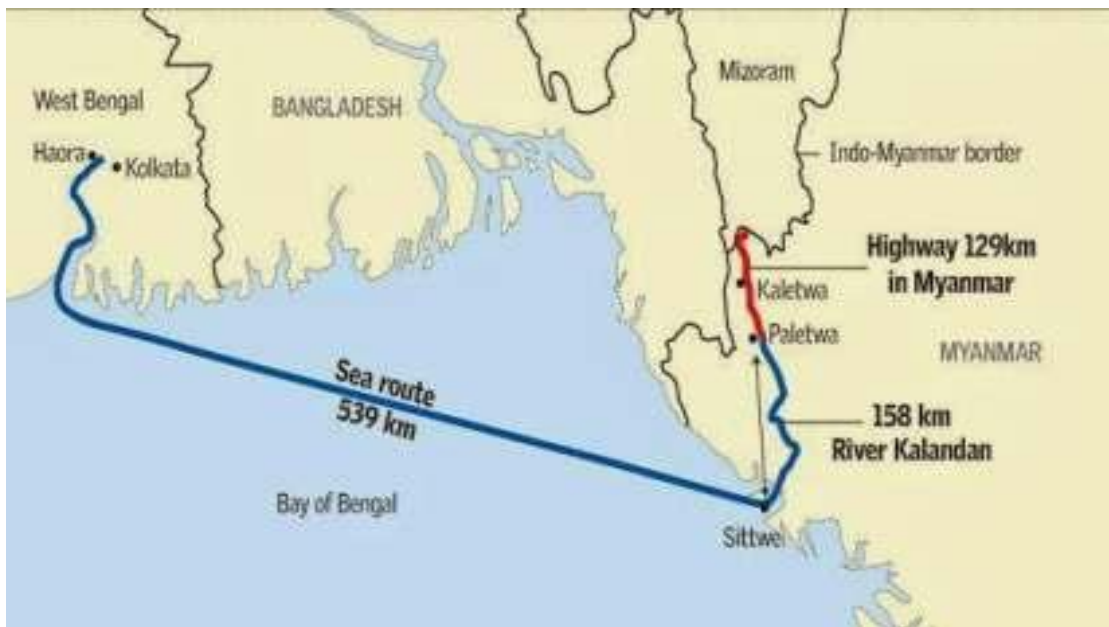 Mizoram
West Bengal
BANGLADESH
Haora
Kolkata
Indo-Myanmar border
Highway 129km
in Myanmar
Kaletwa
Paletwa
MYANMAR
Sea route
539 km
158 km
River Kalandan
Bay of Bengal
Sittwe